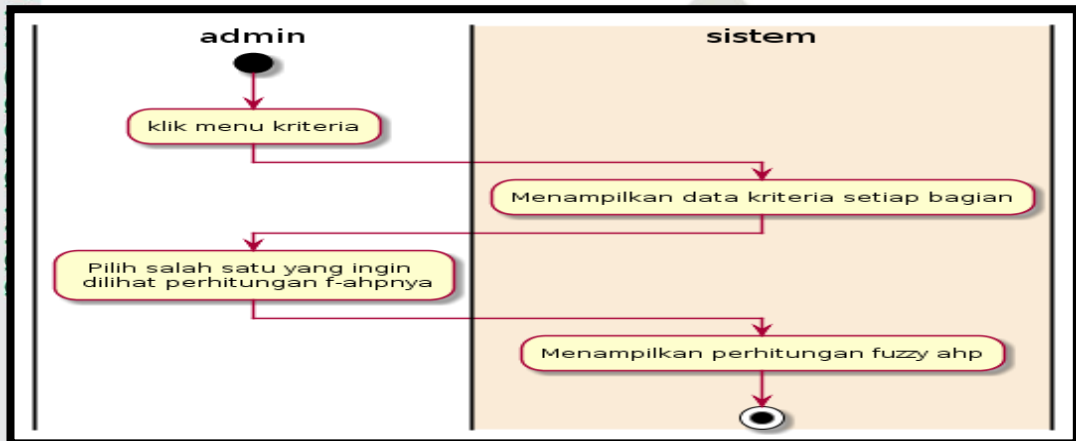 admin
sistem
klik menu kriteria
Menampilkan data kriteria setiap bagian
Pilih salah satu yang ingin
dilihat perhitungan f-ahpnya
Menampilkan perhitungan fuzzy ahp